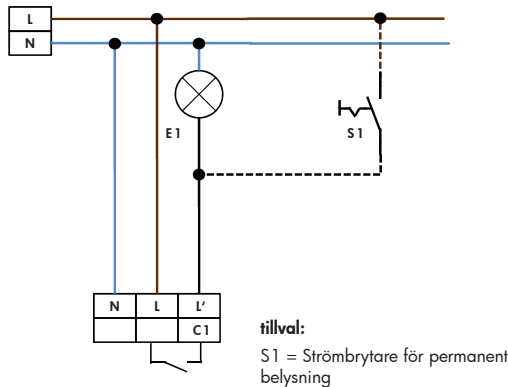 L
N
E1
S1
N L L'
C1
tillval:
S1 = Strömbrytare för permanent
belysning